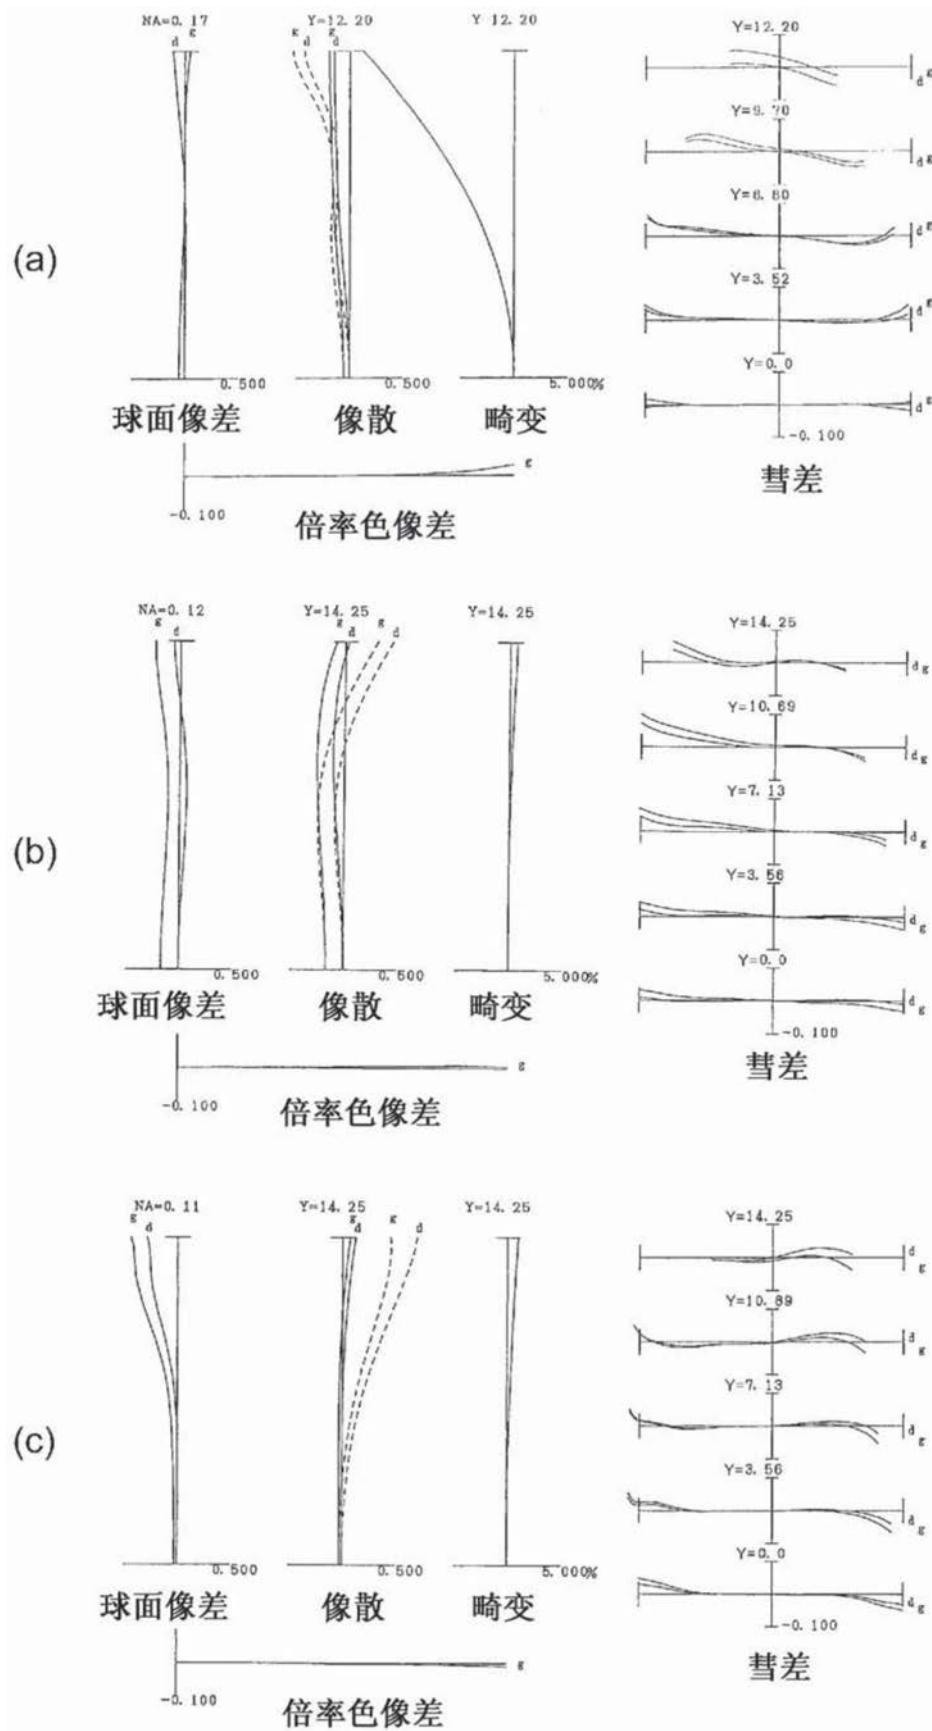 (a)
NA=0.17
d
g
Y=12.20
g
d
g
d
Y=12.20
0.500
0.500
5.000%
球面像差
像散
畸变
g
-0.100
倍率色像差
Y=12.20
d g
Y=9.70
d g
Y=6.80
d g
Y=3.52
d g
Y=0.0
d g
-0.100
彗差
(b)
NA=0.12
g
d
Y=14.25
g
d
g
d
Y=14.25
0.500
0.500
5.000%
球面像差
像散
畸变
g
-0.100
倍率色像差
Y=14.25
d g
Y=10.69
d g
Y=7.13
d g
Y=3.56
d g
Y=0.0
d g
-0.100
彗差
(c)
NA=0.11
g
d
Y=14.25
g
d
g
d
Y=14.25
0.500
0.500
5.000%
球面像差
像散
畸变
g
-0.100
倍率色像差
Y=14.25
d g
Y=10.69
d g
Y=7.13
d g
Y=3.56
d g
Y=0.0
d g
-0.100
彗差